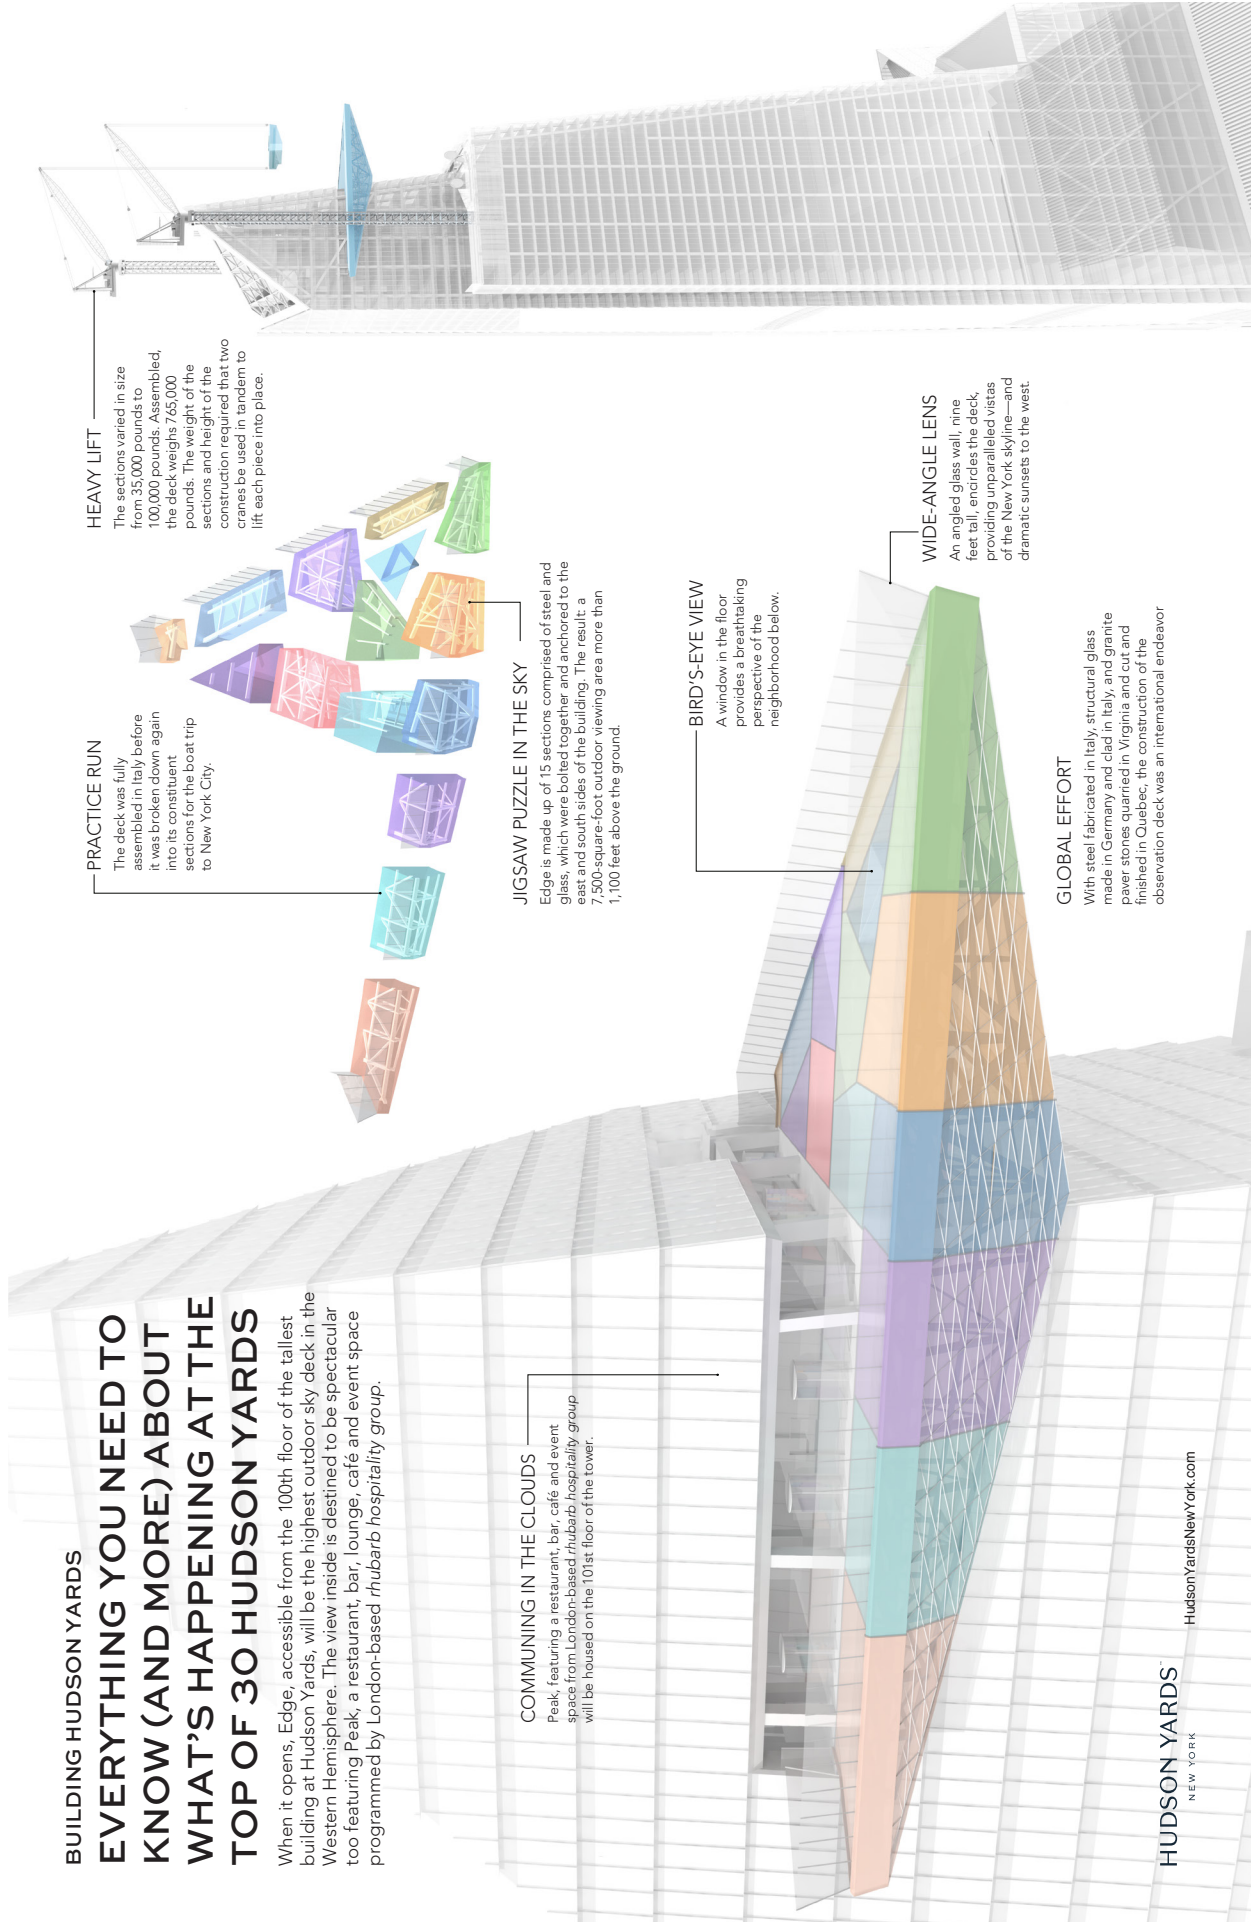 BUILDING HUDSON YARDS
EVERYTHING YOU NEED TO
KNOW (AND MORE) ABOUT
WHAT'S HAPPENING AT THE
TOP OF 30 HUDSON YARDS
When it opens, Edge, accessible from the 100th floor of the tallest
building at Hudson Yards, will be the highest outdoor sky deck in the
Western Hemisphere. The view inside is destined to be spectacular
too featuring Peak, a restaurant, bar, lounge, café and event space
programmed by London-based rhubarb hospitality group.
PRACTICE RUN
The deck was fully
assembled in Italy before
it was broken down again
into its constituent
sections for the boat trip
to New York City.
HEAVY LIFT
The sections varied in size
from 35,000 pounds to
100,000 pounds. Assembled,
the deck weighs 765,000
pounds. The weight of the
sections and height of the
construction required that two
cranes be used in tandem to
lift each piece into place.
JIGSAW PUZZLE IN THE SKY
Edge is made up of 15 sections comprised of steel and
glass, which were bolted together and anchored to the
east and south sides of the building. The result: a
7,500-square-foot outdoor viewing area more than
1,100 feet above the ground.
COMMUNING IN THE CLOUDS
Peak, featuring a restaurant, bar, café and event
space from London-based rhubarb hospitality group
will be housed on the 101st floor of the tower.
BIRD'S-EYE VIEW
A window in the floor
provides a breathtaking
perspective of the
neighborhood below.
WIDE-ANGLE LENS
An angled glass wall, nine
feet tall, encircles the deck,
providing unparalleled vistas
of the New York skyline—and
dramatic sunsets to the west.
GLOBAL EFFORT
With steel fabricated in Italy, structural glass
made in Germany and clad in Italy, and granite
paver stones quarried in Virginia and cut and
finished in Quebec, the construction of the
observation deck was an international endeavor
HUDSON YARDS
NEW YORK
HudsonYardsNewYork.com